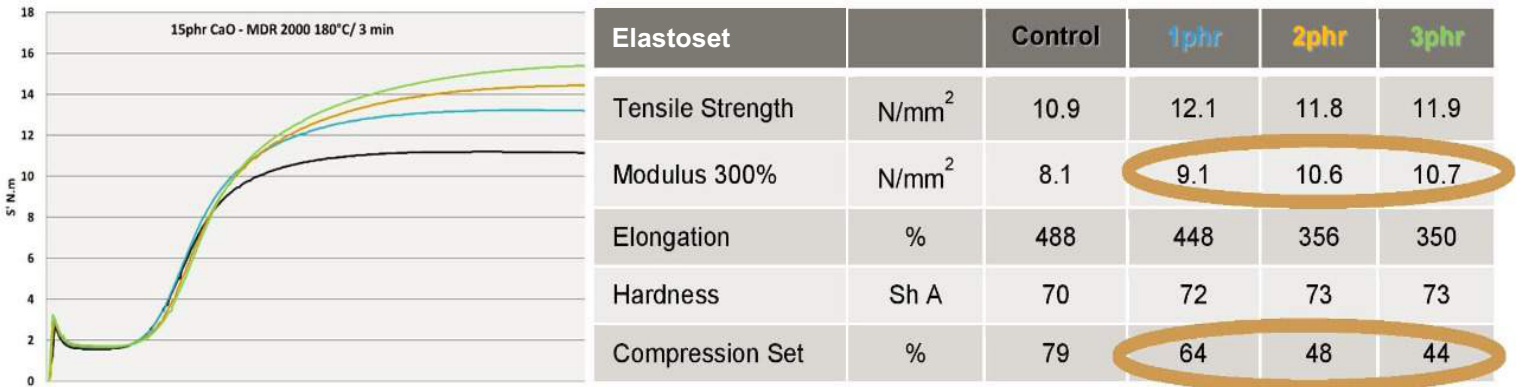 15phr CaO - MDR 2000 180°C/ 3 min
S' N.m
18
16
14
12
10
8
6
4
2
0
Elastoset Control 1phr 2phr 3phr
Tensile Strength N/mm² 10.9 12.1 11.8 11.9
Modulus 300% N/mm² 8.1 9.1 10.6 10.7
Elongation % 488 448 356 350
Hardness Sh A 70 72 73 73
Compression Set % 79 64 48 44